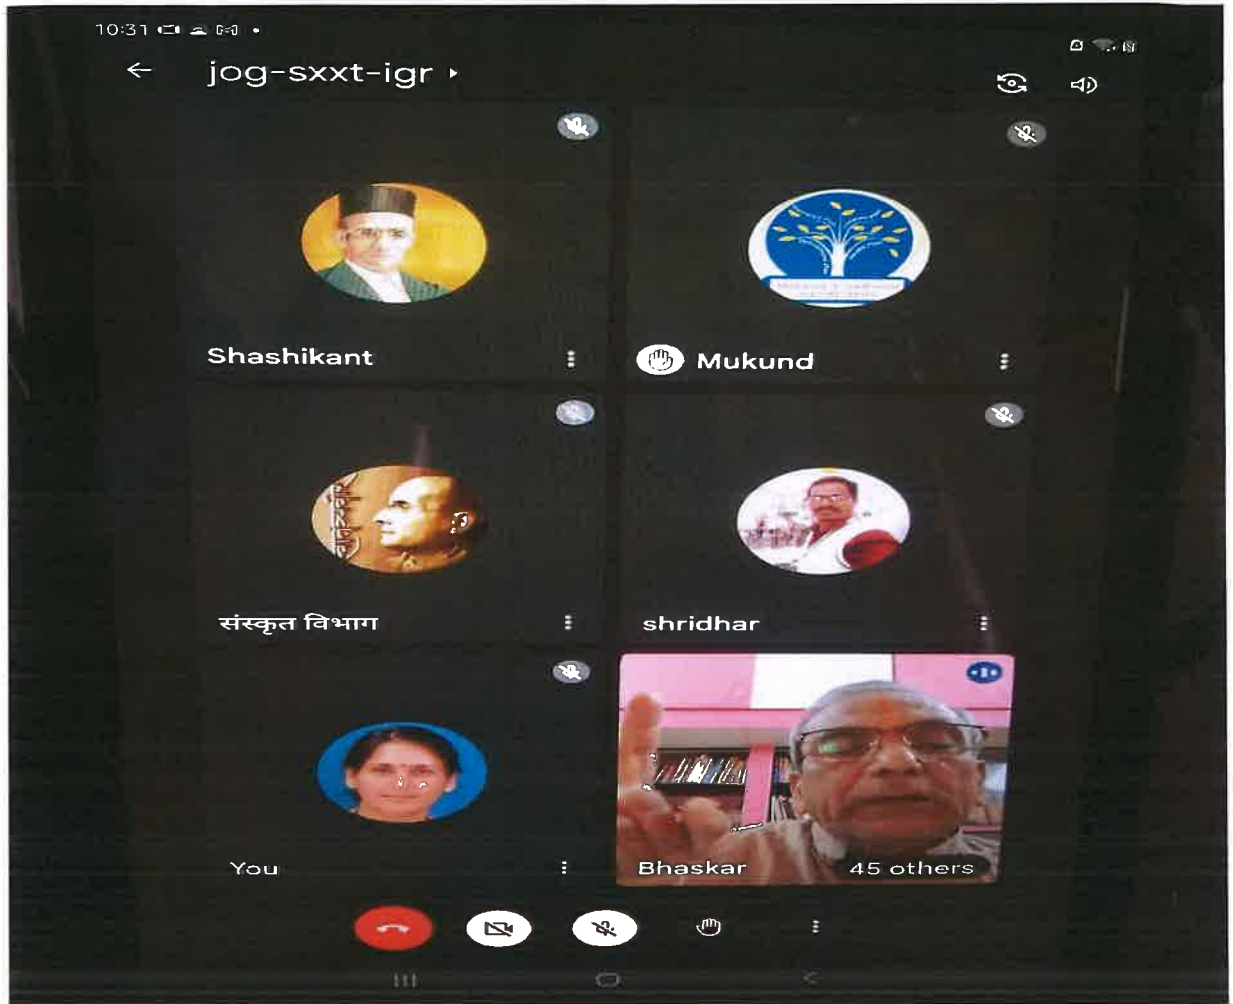 10:31
jog-sxxt-igr
Shashikant
Mukund
संस्कृत विभाग
shridhar
You
Bhaskar
45 others